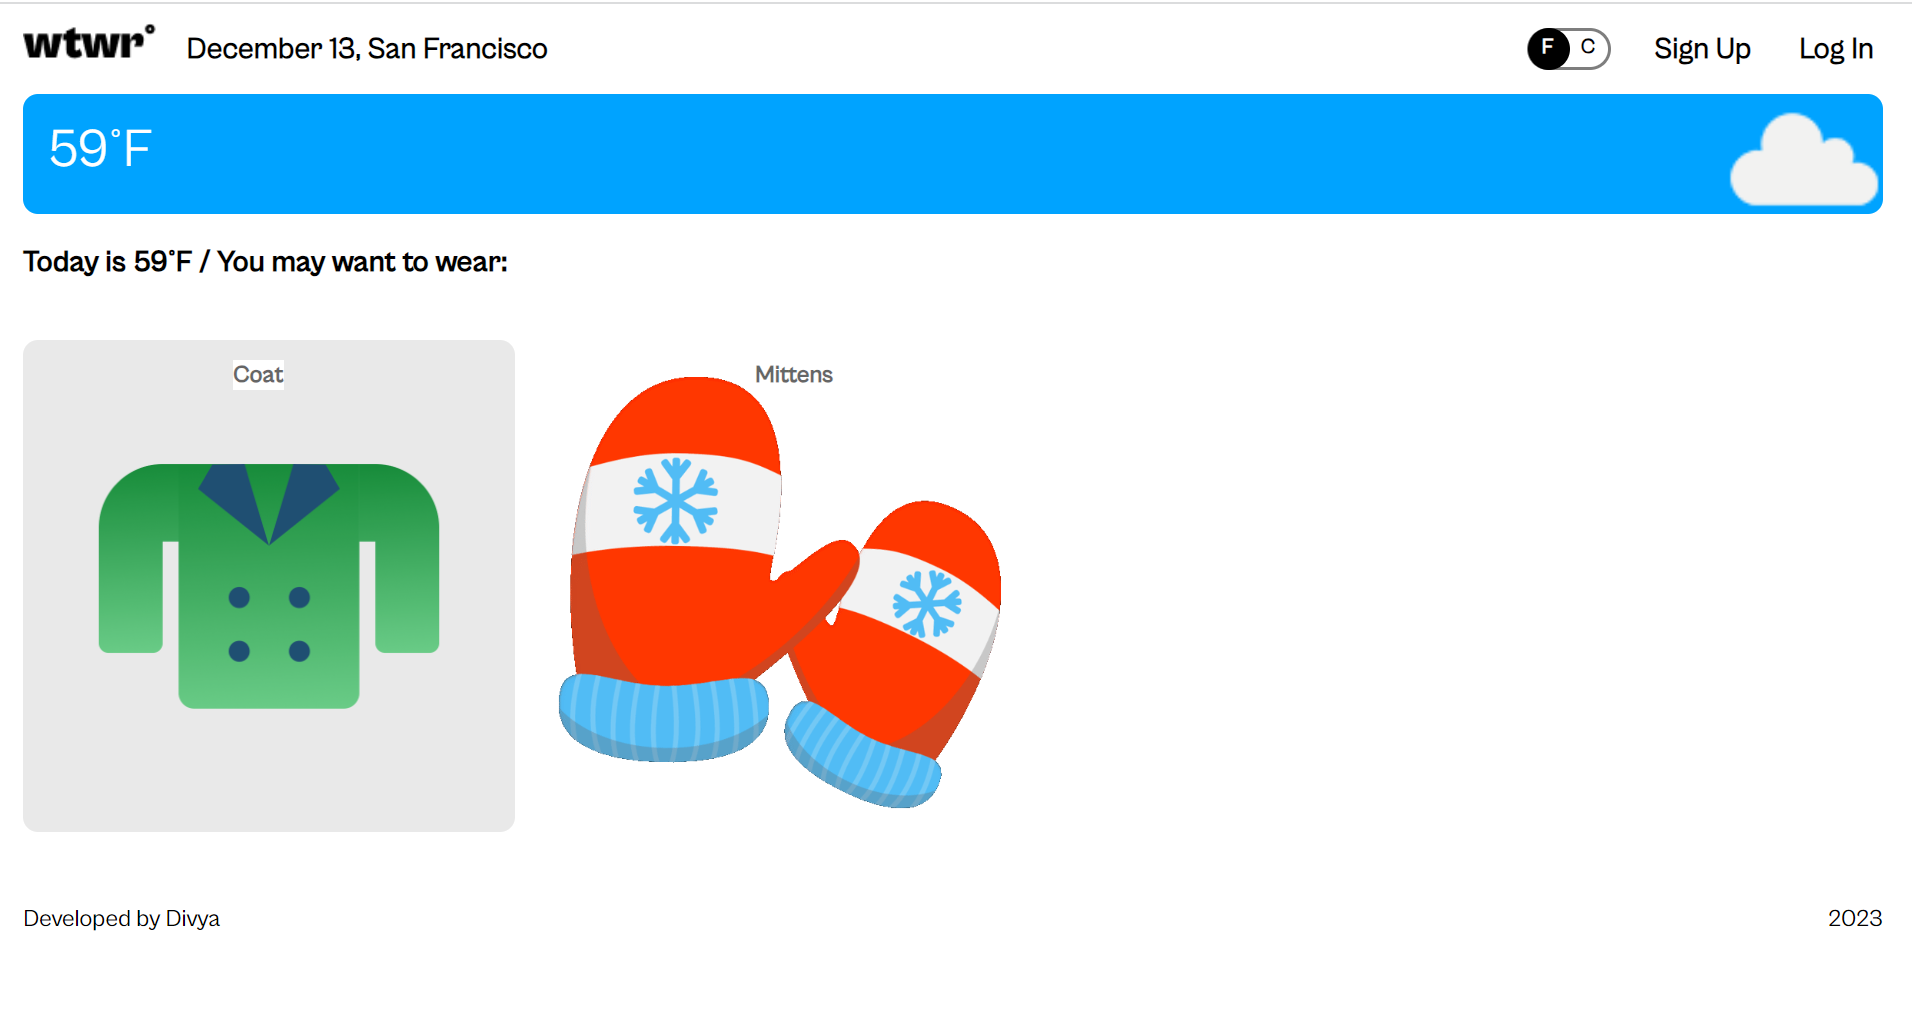 wtwr°
December 13, San Francisco
F C
Sign Up
Log In
59°F
Today is 59°F / You may want to wear:
Coat
Mittens
Developed by Divya
2023